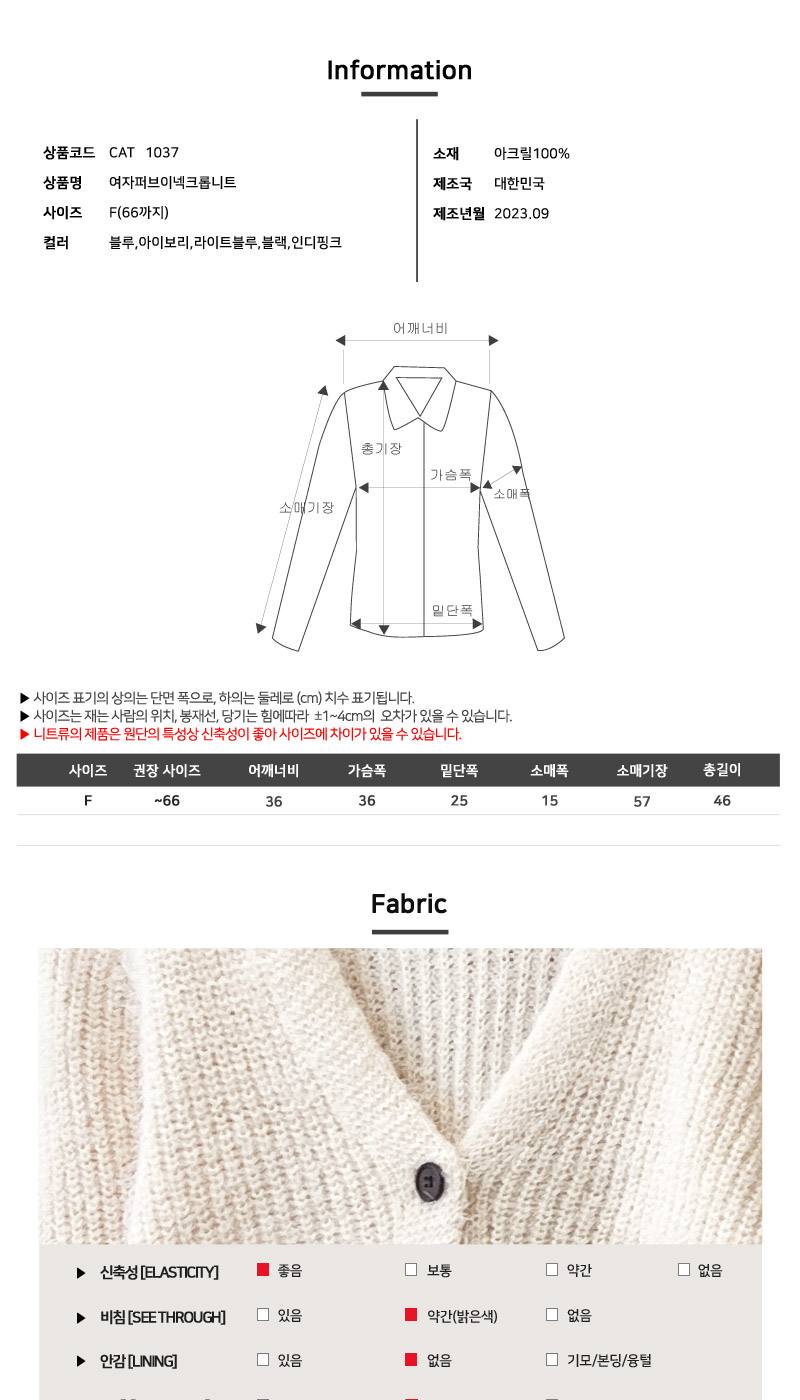 Information
상품코드 CAT 1037
상품명 여자퍼브이넥크롭니트
사이즈 F(66까지)
컬러 블루,아이보리,라이트블루,블랙,인디핑크
소재 아크릴100%
제조국 대한민국
제조년월 2023.09
어깨너비
총기장
가슴폭
소매폭
소매기장
밑단폭
▶ 사이즈 표기의 상의는 단면 폭으로, 하의는 둘레로 (cm) 치수 표기됩니다.
▶ 사이즈는 재는 사람의 위치, 봉재선, 당기는 힘에따라 ±1~4cm의 오차가 있을 수 있습니다.
▶ 니트류의 제품은 원단의 특성상 신축성이 좋아 사이즈에 차이가 있을 수 있습니다.
사이즈 권장 사이즈 어깨너비 가슴폭 밑단폭 소매폭 소매기장 총길이
F ~66 36 36 25 15 57 46
Fabric
▶ 신축성 [ELASTICITY] 좋음 보통 약간 없음
▶ 비침 [SEE THROUGH] 있음 약간(밝은색) 없음
▶ 안감 [LINING] 있음 없음 기모/본딩/융털